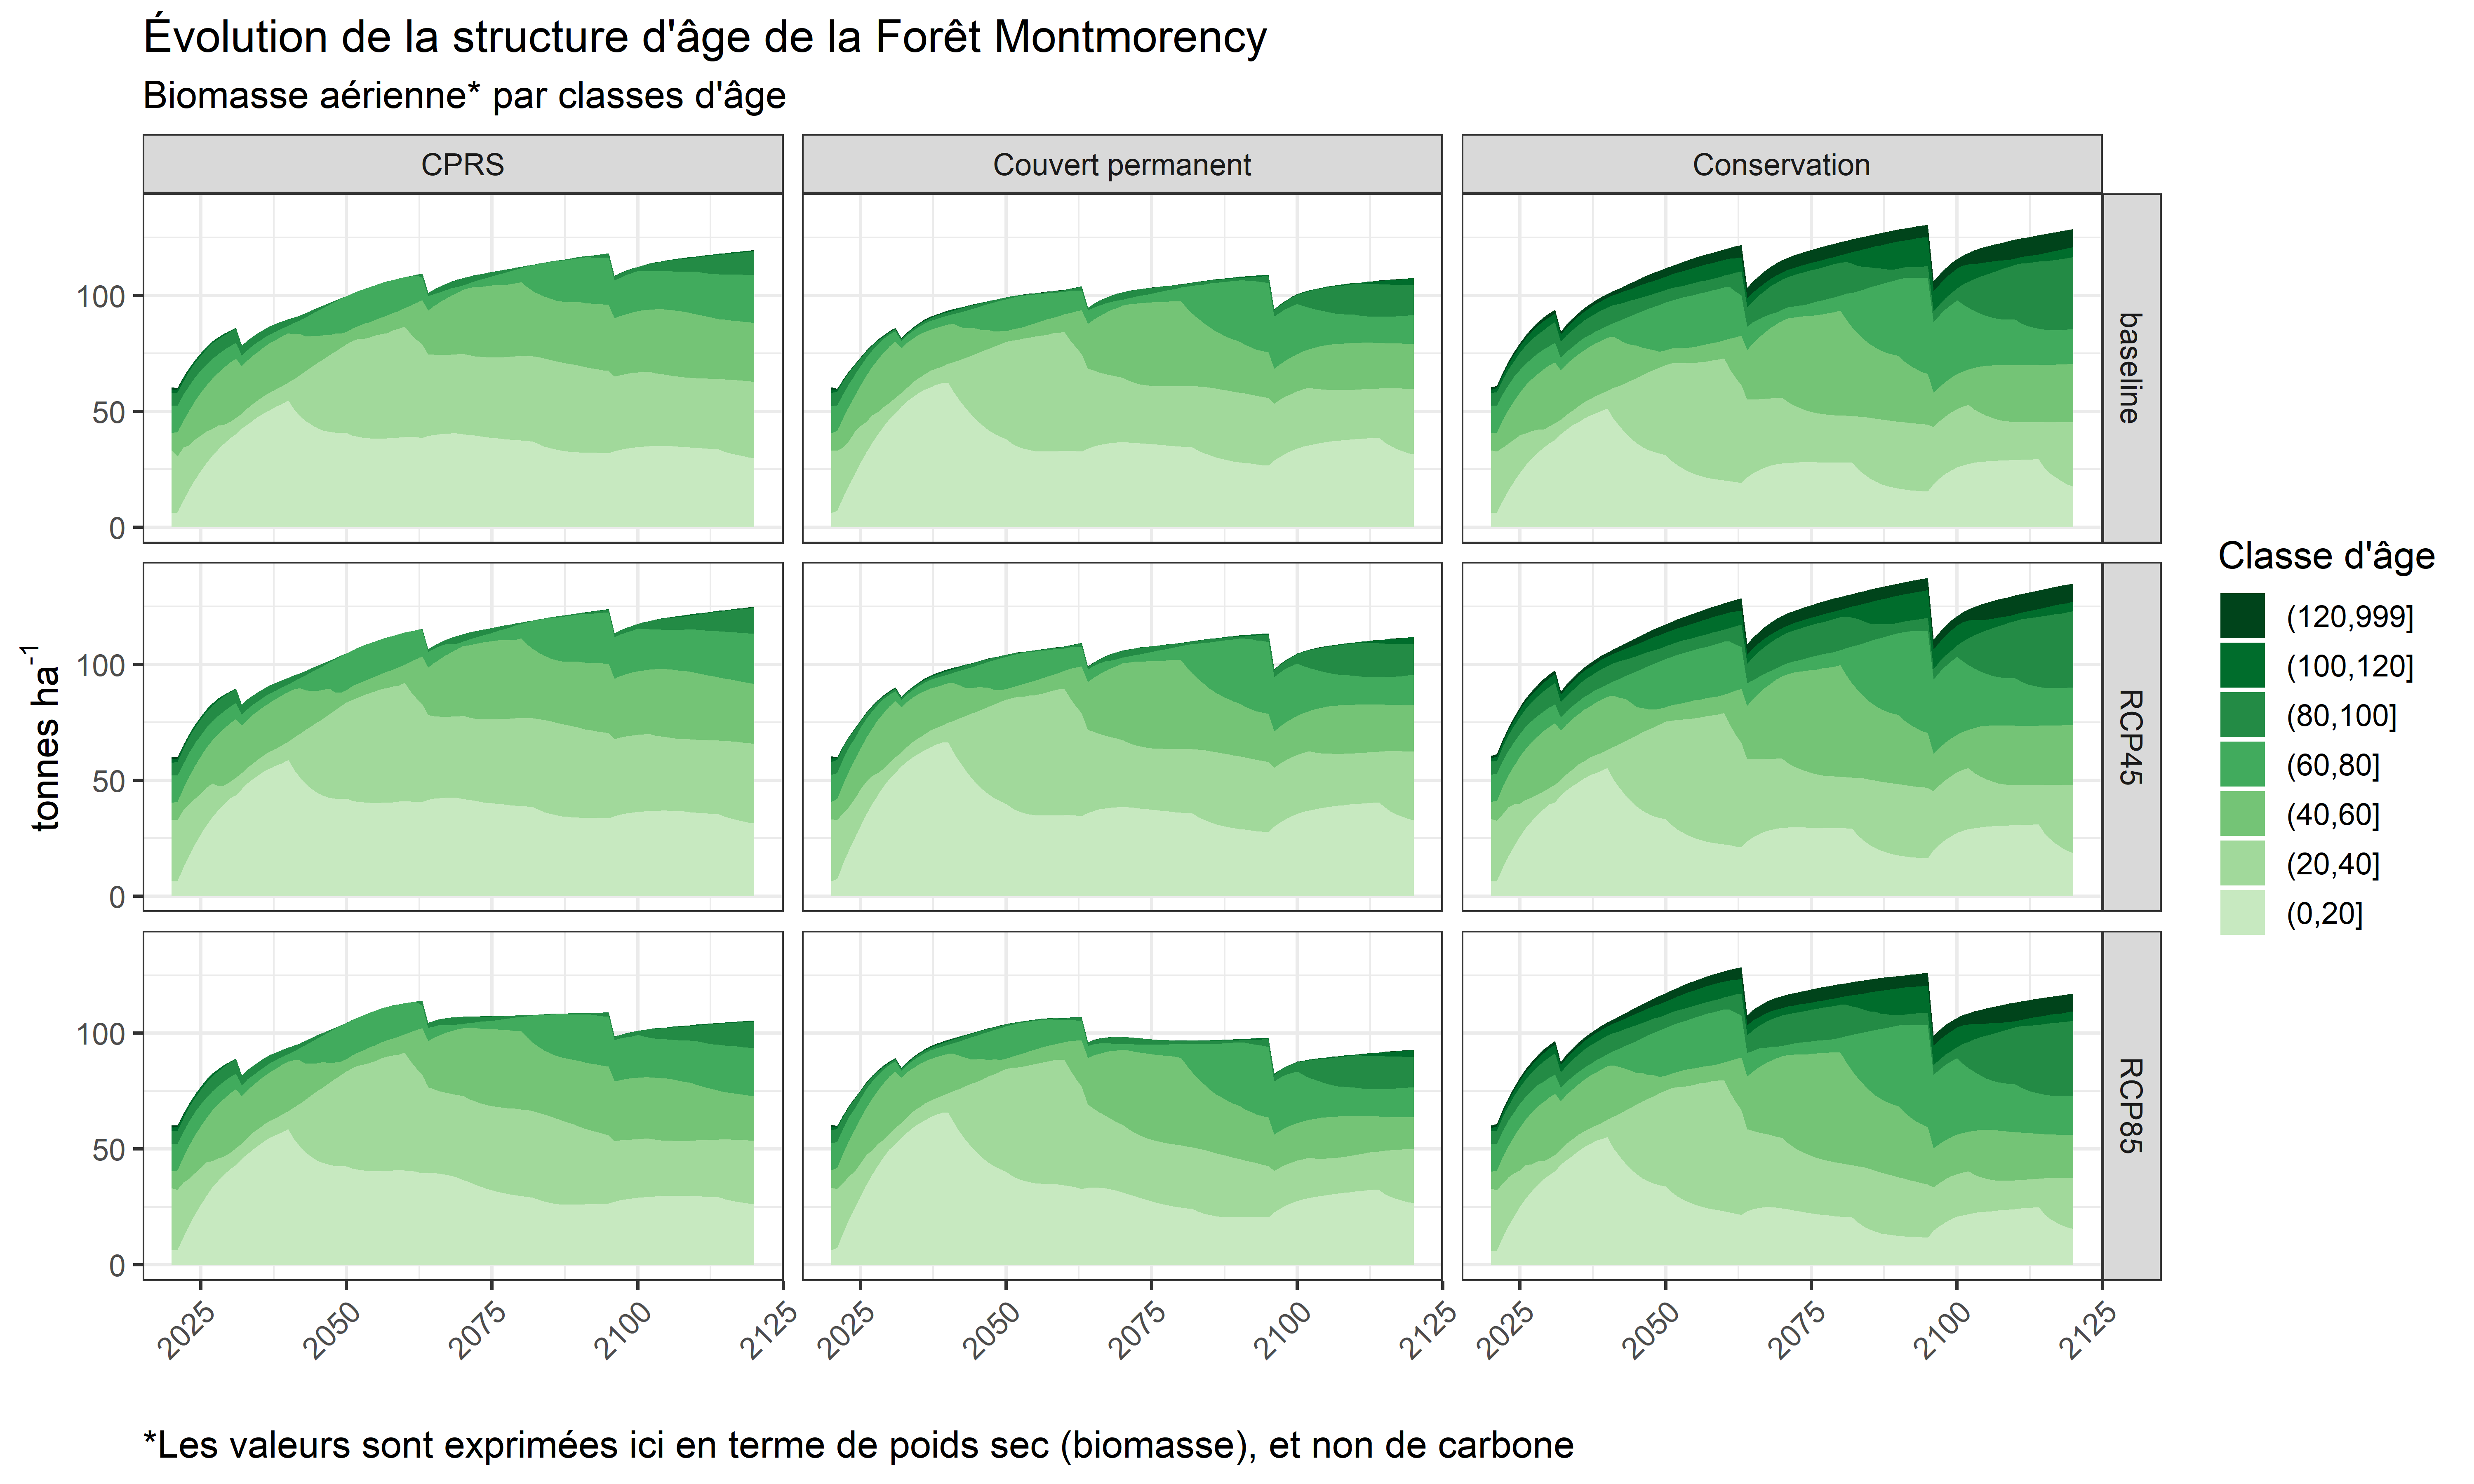 Évolution de la structure d'âge de la Forêt Montmorency
Biomasse aérienne* par classes d'âge
CPRS
Couvert permanent
Conservation
baseline
RCP45
RCP85
tonnes ha-1
100
50
0
100
50
0
100
50
0
2025
2050
2075
2100
2125
2025
2050
2075
2100
2125
2025
2050
2075
2100
2125
Classe d'âge
(120,999]
(100,120]
(80,100]
(60,80]
(40,60]
(20,40]
(0,20]
*Les valeurs sont exprimées ici en terme de poids sec (biomasse), et non de carbone